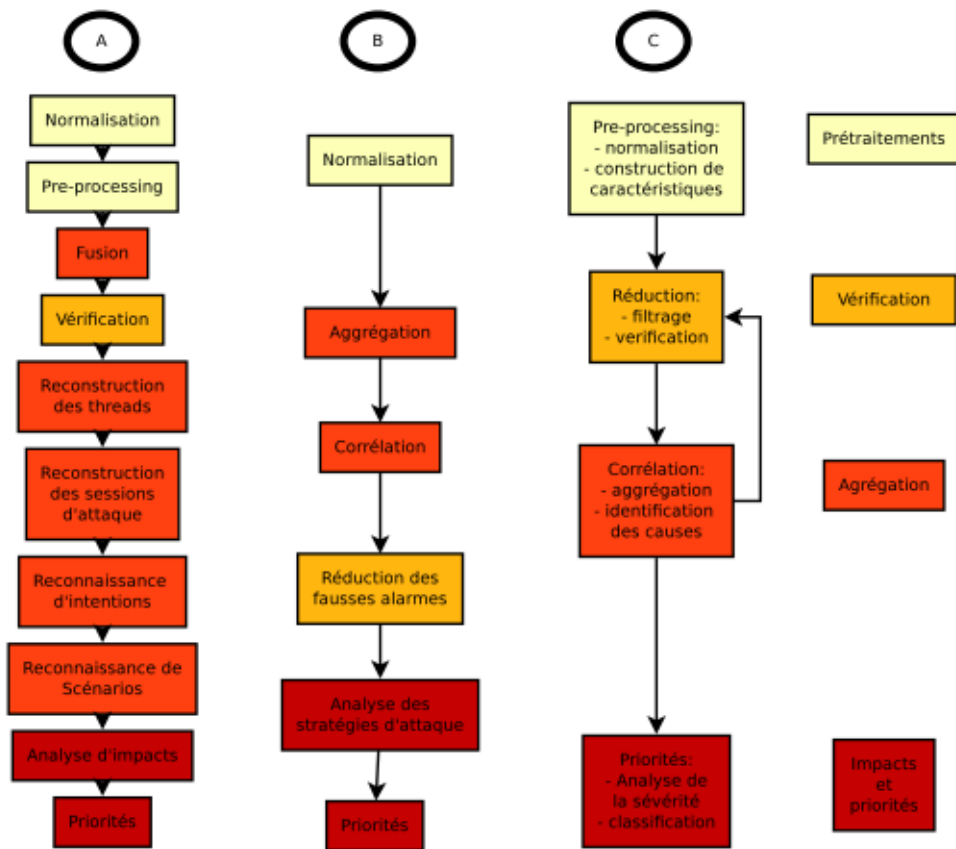 A
Normalisation
Pre-processing
Fusion
Vérification
Reconstruction
des threads
Reconstruction
des sessions
d'attaque
Reconnaissance
d'intentions
Reconnaissance de
Scénarios
Analyse d'impacts
Priorités
B
Normalisation
Aggrégation
Corrélation
Réduction des
fausses alarmes
Analyse des
stratégies d'attaque
Priorités
C
Pre-processing:
- normalisation
- construction de
caractéristiques
Réduction:
- filtrage
- verification
Corrélation:
- aggrégation
- identification
des causes
Priorités:
- Analyse de
la sévérité
- classification
Prétraitements
Vérification
Agrégation
Impacts
et
priorités